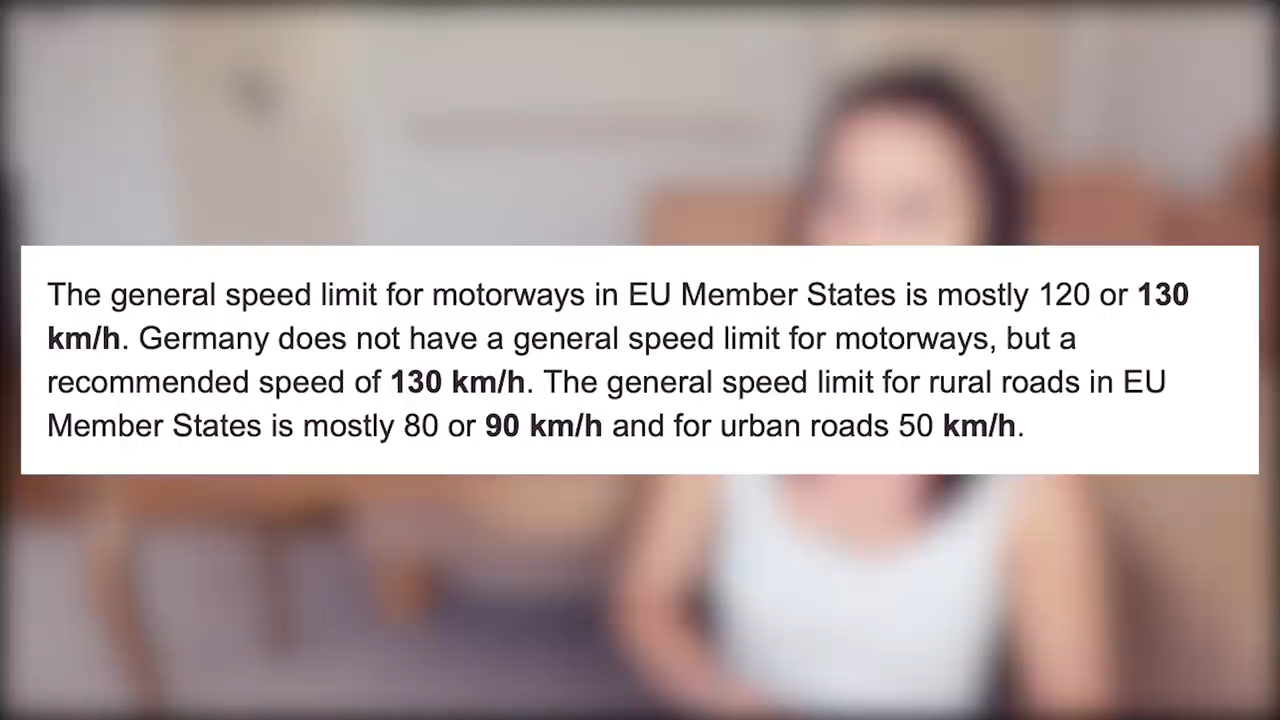 The general speed limit for motorways in EU Member States is mostly 120 or 130
km/h. Germany does not have a general speed limit for motorways, but a
recommended speed of 130 km/h. The general speed limit for rural roads in EU
Member States is mostly 80 or 90 km/h and for urban roads 50 km/h.